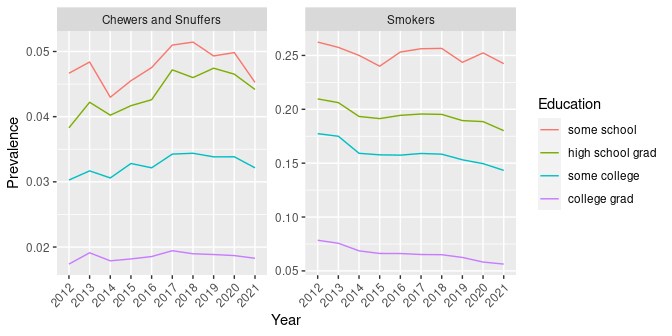 Chewers and Snuffers
Smokers
Prevalence
0.05
0.04
0.03
0.02
0.25
0.20
0.15
0.10
0.05
2012 2013 2014 2015 2016 2017 2018 2019 2020 2021
2012 2013 2014 2015 2016 2017 2018 2019 2020 2021
Year
Education
some school
high school grad
some college
college grad